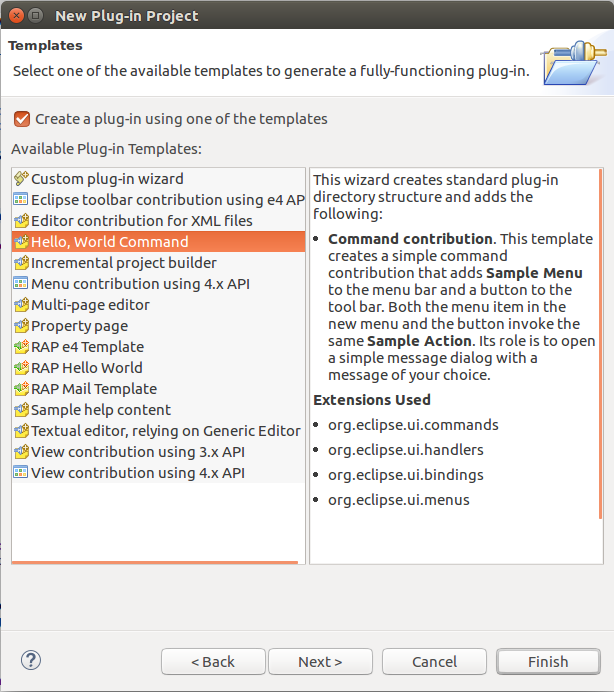 New Plug-in Project
Templates
Select one of the available templates to generate a fully-functioning plug-in.
Create a plug-in using one of the templates
Available Plug-in Templates:
Custom plug-in wizard
Eclipse toolbar contribution using e4 AP
Editor contribution for XML files
Hello, World Command
Incremental project builder
Menu contribution using 4.x API
Multi-page editor
Property page
RAP e4 Template
RAP Hello World
RAP Mail Template
Sample help content
Textual editor, relying on Generic Editor
View contribution using 3.x API
View contribution using 4.x API
This wizard creates standard plug-in
directory structure and adds the
following:
• Command contribution. This template
creates a simple command
contribution that adds Sample Menu
to the menu bar and a button to the
tool bar. Both the menu item in the
new menu and the button invoke the
same Sample Action. Its role is to open
a simple message dialog with a
message of your choice.
Extensions Used
• org.eclipse.ui.commands
• org.eclipse.ui.handlers
• org.eclipse.ui.bindings
• org.eclipse.ui.menus
?
< Back
Next >
Cancel
Finish